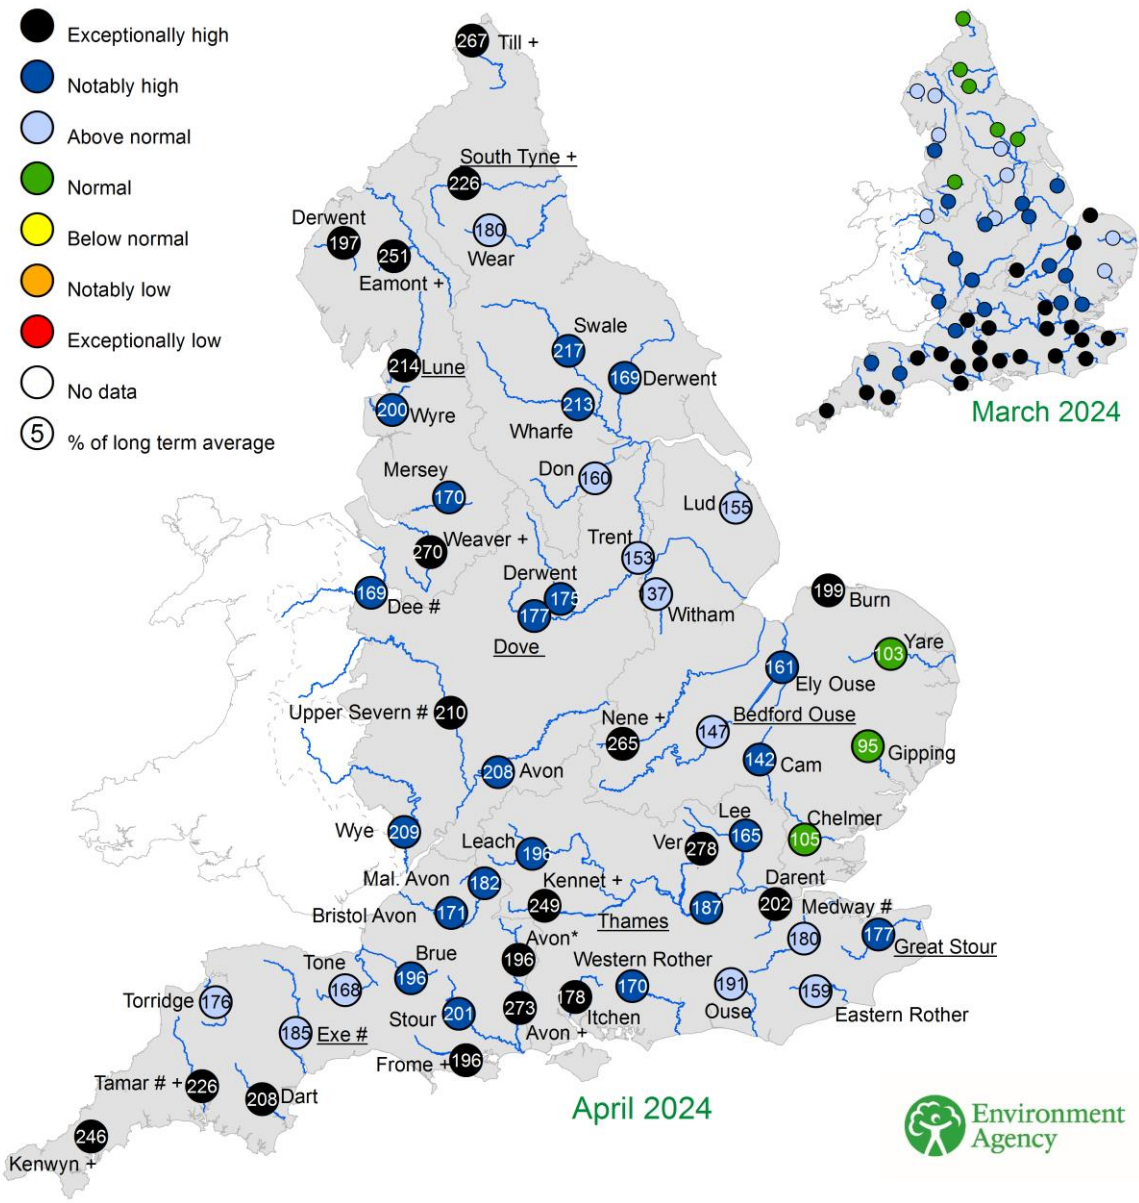 Exceptionally high
Notably high
Above normal
Normal
Below normal
Notably low
Exceptionally low
No data
5 % of long term average
267 Till +
South Tyne +
226
Derwent
197
180
Wear
251
Eamont +
Swale
217
214 Lune
169 Derwent
200 Wyre
213
Wharfe
March 2024
Mersey
170
Don
160
Lud 155
Weaver +
270
Trent
153
Derwent
175
37
Witham
169
Dee #
177
Dove
199 Burn
Yare
103
161
Ely Ouse
Upper Severn # 210
Nene +
265
Bedford Ouse
147
95
Gipping
208 Avon
142 Cam
Wye 209
Leach
196
Ver 278
Lee
165
Chelmer
105
Mal. Avon
182
Kennet +
249
Darent
202
Bristol Avon
171
Thames
187
Medway #
180
177
Great Stour
Avon*
196
Brue
196
Tone
168
Western Rother
170
Torridge 176
178
Itchen
191
Ouse
159
Eastern Rother
Stour 201
273
Avon +
185
Exe #
Frome + 196
Tamar # + 226
208 Dart
April 2024
246
Kenwyn +
Environment
Agency